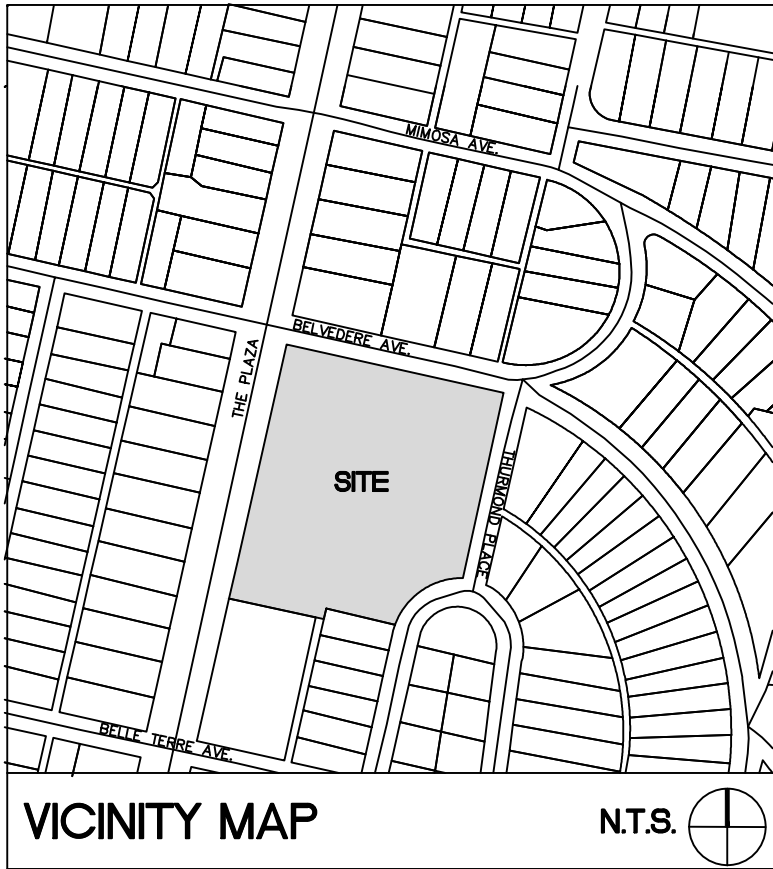 MIMOSA AVE.
BELVEDERE AVE.
THE PLAZA
SITE
THURMOND PLACE
BELLE TERRE AVE.
VICINITY MAP
N.T.S.